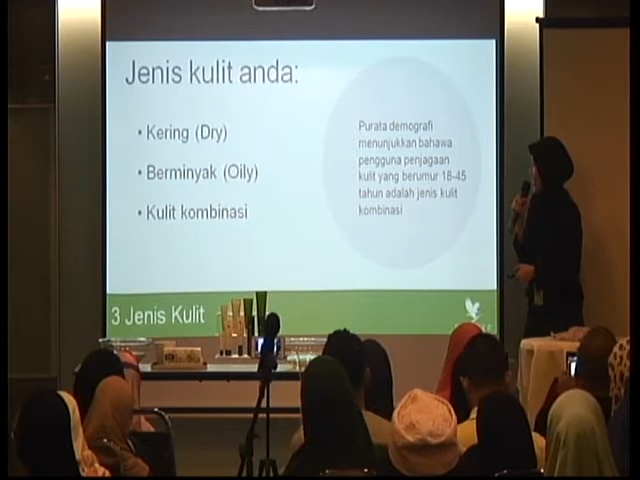 Jenis kulit anda:
• Kering (Dry)
• Berminyak (Oily)
• Kulit kombinasi
Purata demografi
menunjukkan bahawa
pengguna penjagaan
kulit yang berumur 18-45
tahun adalah jenis kulit
kombinasi
3 Jenis Kulit